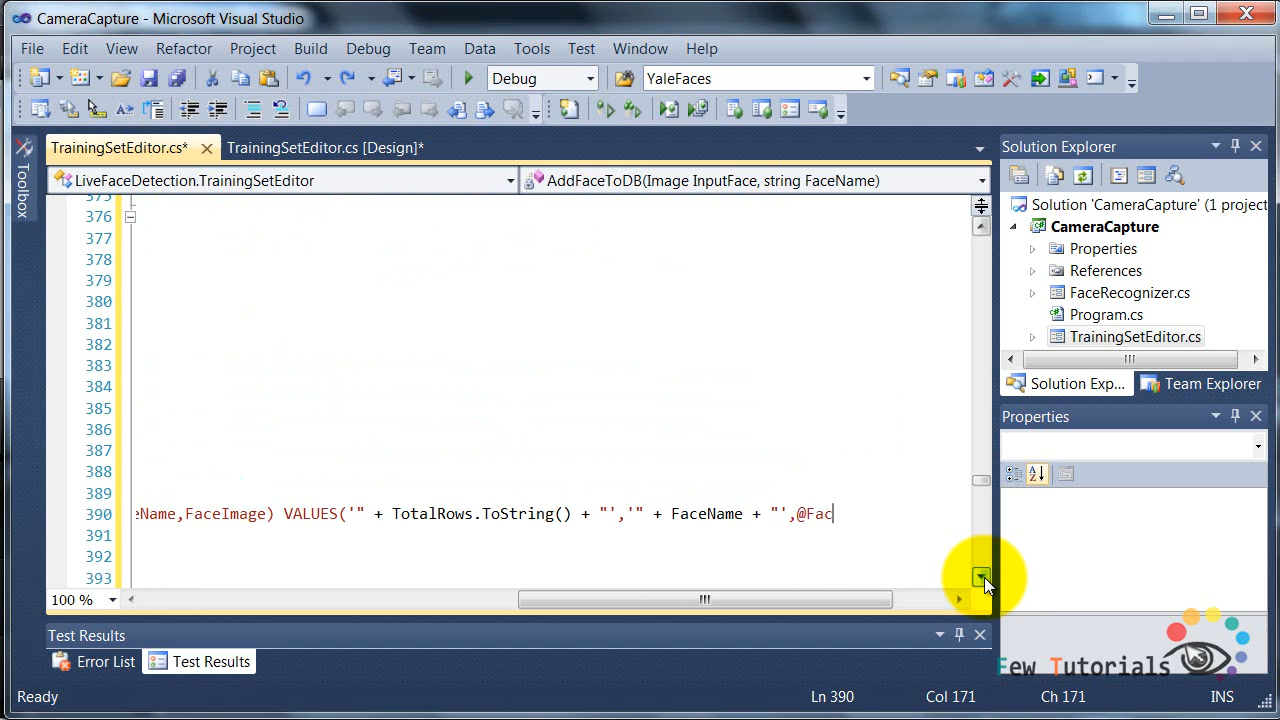 CameraCapture - Microsoft Visual Studio
File Edit View Refactor Project Build Debug Team Data Tools Test Window Help
Debug YaleFaces
TrainingSetEditor.cs* TrainingSetEditor.cs [Design]*
LiveFaceDetection.TrainingSetEditor AddFaceToDB(Image InputFace, string FaceName)
Toolbox
375
376
377
378
379
380
381
382
383
384
385
386
387
388
389
390 eName,FaceImage) VALUES('" + TotalRows.ToString() + "','" + FaceName + "',@Fac
391
392
393
100 %
Solution Explorer
Solution 'CameraCapture' (1 project
CameraCapture
Properties
References
FaceRecognizer.cs
Program.cs
TrainingSetEditor.cs
Solution Exp... Team Explorer
Properties
Test Results
Error List Test Results
Few Tutorials
Ready Ln 390 Col 171 Ch 171 INS